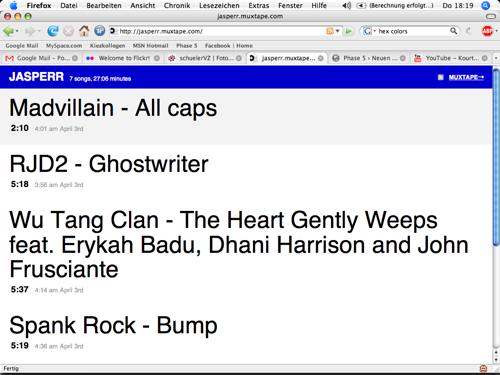 Firefox Ablage Bearbeiten Ansicht Chronik Lesezeichen Extras Fenster Hilfe (Berechnung erfolgt...) Do 18:19
jasperr.muxtape.com
http://jasperr.muxtape.com/ hex colors ABP
Google Mail MySpace.com Kiezkollegen MSN Hotmail Phase 5 Facebook | Home
Google Mail – Po... Welcome to Flickr! schuelerVZ | Foto... jasperr.muxtape... Phase 5 › Neuen ... YouTube – Kourt...
JASPERR 7 songs, 27:06 minutes MUXTAPE→
Madvillain - All caps
2:10 4:01 am April 3rd
RJD2 - Ghostwriter
5:18 3:56 am April 3rd
Wu Tang Clan - The Heart Gently Weeps
feat. Erykah Badu, Dhani Harrison and John
Frusciante
5:37 4:14 am April 3rd
Spank Rock - Bump
5:19 4:36 am April 3rd
Fertig